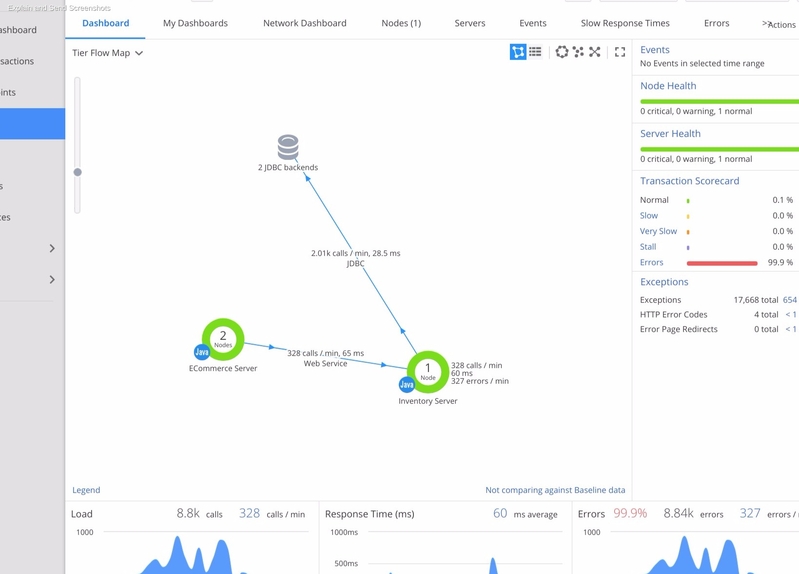 Explain and Send Screenshots
Dashboard
My Dashboards
Network Dashboard
Nodes (1)
Servers
Events
Slow Response Times
Errors
>>
Actions
ashboard
sactions
ints
s
ces
Tier Flow Map
2 JDBC backends
2.01k calls / min, 28.5 ms
JDBC
2
Nodes
Java
ECommerce Server
328 calls / min, 65 ms
Web Service
1
Node
Java
328 calls / min
60 ms
327 errors / min
Inventory Server
Legend
Not comparing against Baseline data
Events
No Events in selected time range
Node Health
0 critical, 0 warning, 1 normal
Server Health
0 critical, 0 warning, 1 normal
Transaction Scorecard
Normal 0.1 %
Slow 0.0 %
Very Slow 0.0 %
Stall 0.0 %
Errors 99.9 %
Exceptions
Exceptions 17,668 total 654
HTTP Error Codes 4 total < 1
Error Page Redirects 0 total < 1
Load 8.8k calls 328 calls / min
1000
Response Time (ms) 60 ms average
1000ms
500ms
Errors 99.9% 8.84k errors 327 errors /
1000